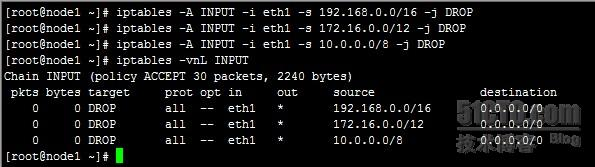 [root@node1 ~]# iptables -A INPUT -i eth1 -s 192.168.0.0/16 -j DROP
[root@node1 ~]# iptables -A INPUT -i eth1 -s 172.16.0.0/12 -j DROP
[root@node1 ~]# iptables -A INPUT -i eth1 -s 10.0.0.0/8 -j DROP
[root@node1 ~]# iptables -vnL INPUT
Chain INPUT (policy ACCEPT 30 packets, 2240 bytes)
pkts bytes target prot opt in out source destination
0 0 DROP all -- eth1 * 192.168.0.0/16 0.0.0.0/0
0 0 DROP all -- eth1 * 172.16.0.0/12 0.0.0.0/0
0 0 DROP all -- eth1 * 10.0.0.0/8 0.0.0.0/0
[root@node1 ~]#
51CTO.com
技术博客 Blog